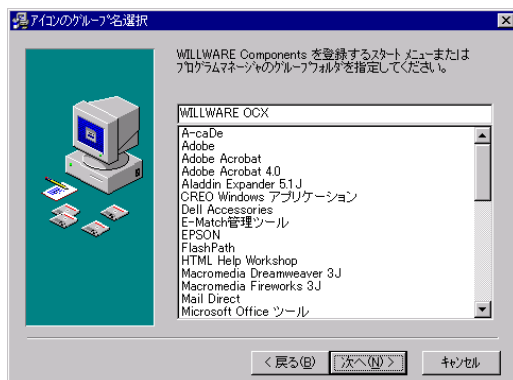 アイコンのグループ名選択
WILLWARE Components を登録するスタート メニューまたは
プログラムマネージャのグループフォルダを指定してください。
WILLWARE OCX
A-caDe
Adobe
Adobe Acrobat
Adobe Acrobat 4.0
Aladdin Expander 5.1 J
CREO Windows アプリケーション
Dell Accessories
E-Match管理ツール
EPSON
FlashPath
HTML Help Workshop
Macromedia Dreamweaver 3J
Macromedia Fireworks 3J
Mail Direct
Microsoft Office ツール
< 戻る(B)
次へ(N) >
キャンセル